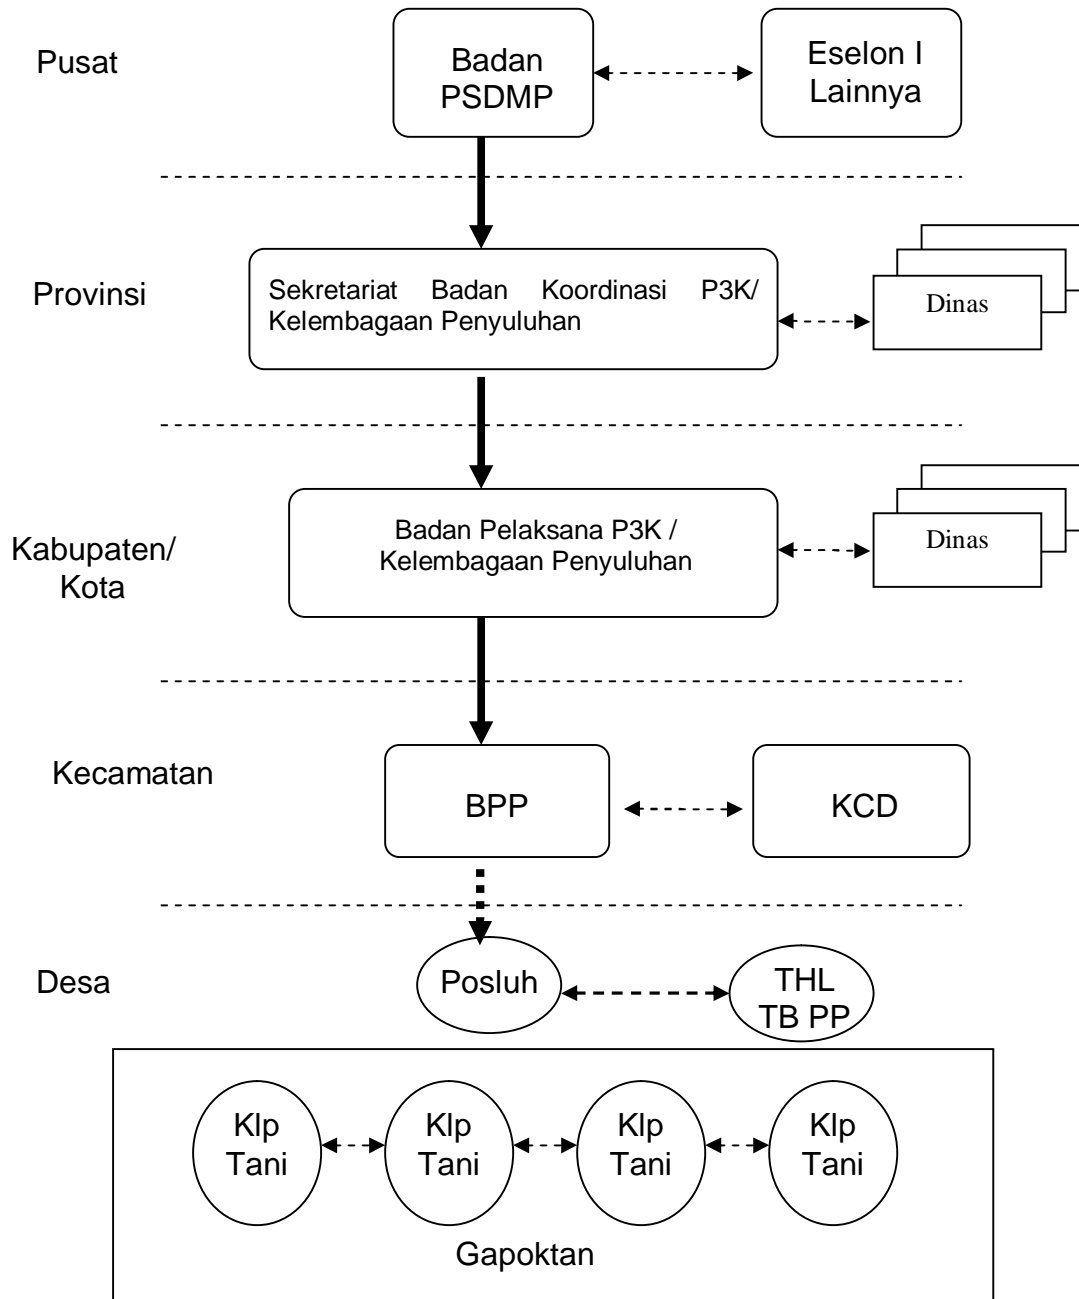 Pusat
Badan
PSDMP
Eselon I
Lainnya
Provinsi
Sekretariat Badan Koordinasi P3K/
Kelembagaan Penyuluhan
Dinas
Kabupaten/
Kota
Badan Pelaksana P3K /
Kelembagaan Penyuluhan
Dinas
Kecamatan
BPP
KCD
Desa
Posluh
THL
TB PP
Klp
Tani
Klp
Tani
Klp
Tani
Klp
Tani
Gapoktan